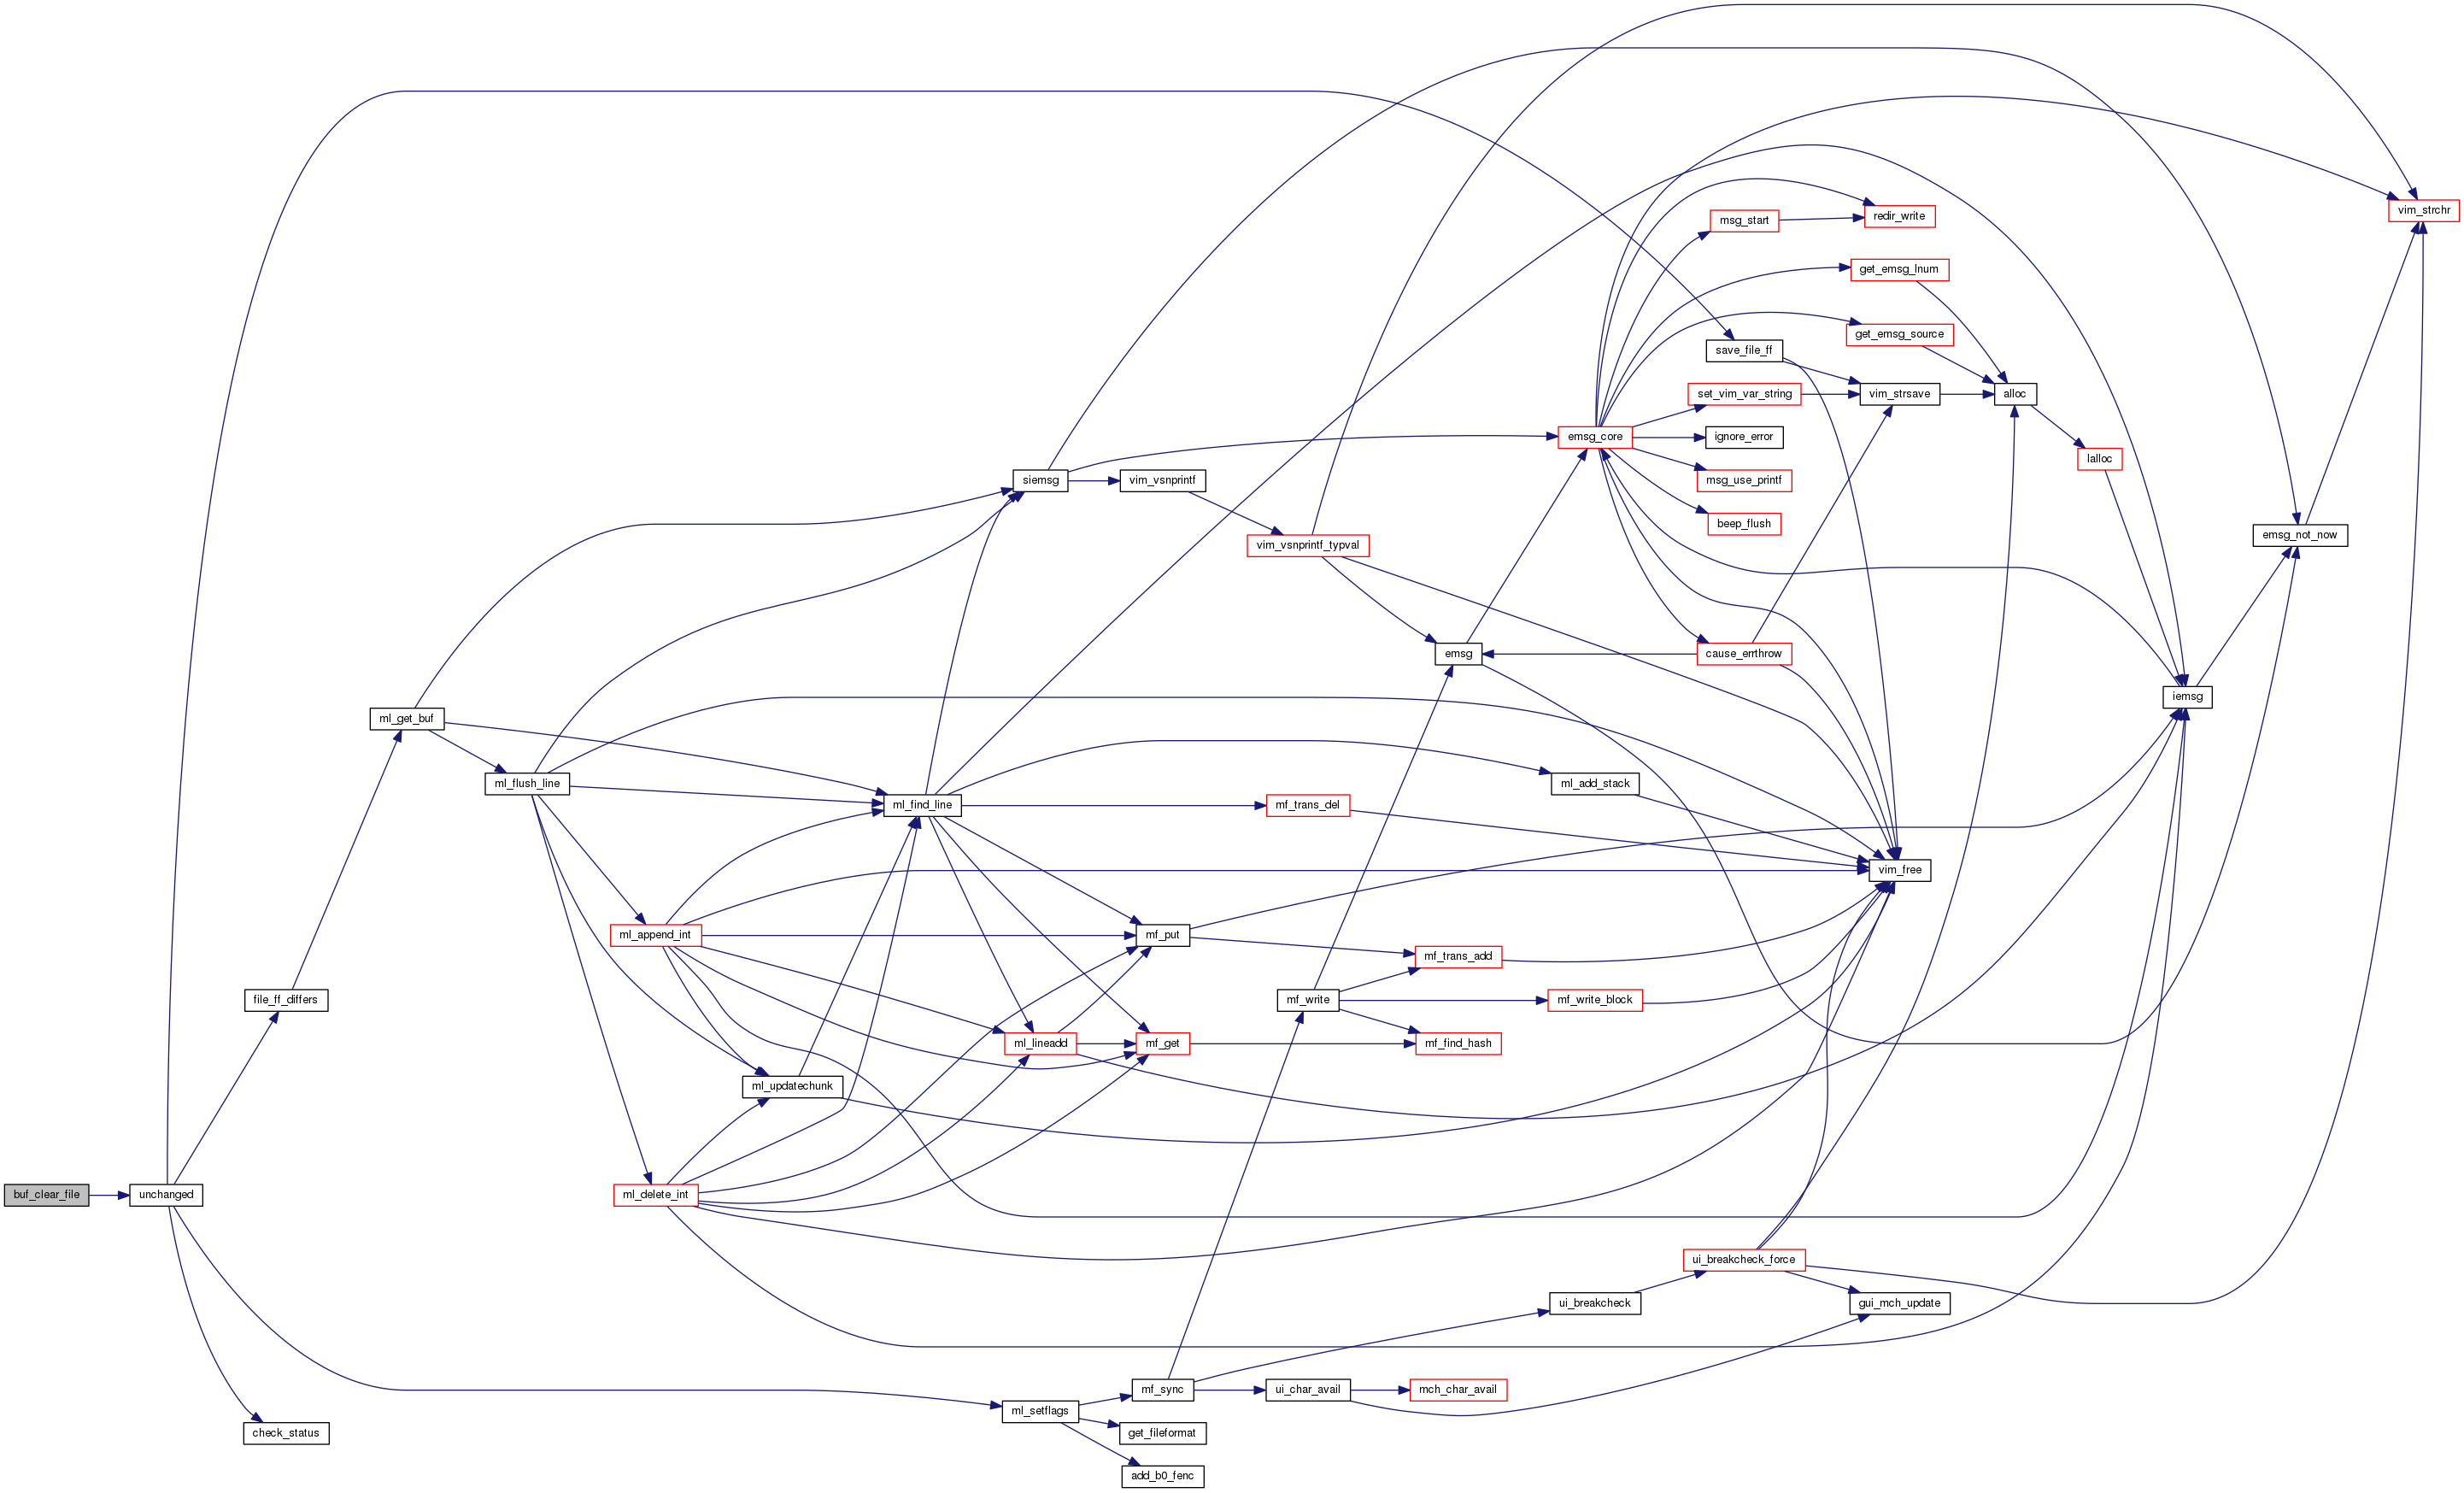 vim_strchr
redir_write
msg_start
get_emsg_lnum
get_emsg_source
save_file_ff
set_vim_var_string
vim_strsave
alloc
emsg_core
ignore_error
lalloc
siemsg
vim_vsnprintf
msg_use_printf
beep_flush
emsg_not_now
vim_vsnprintf_typval
emsg
cause_errthrow
iemsg
ml_get_buf
ml_flush_line
ml_add_stack
ml_find_line
mf_trans_del
vim_free
ml_append_int
mf_put
mf_trans_add
file_ff_differs
mf_write
mf_write_block
ml_lineadd
mf_get
mf_find_hash
ml_updatechunk
buf_clear_file
unchanged
ml_delete_int
ui_breakcheck_force
ui_breakcheck
gui_mch_update
mf_sync
ui_char_avail
mch_char_avail
ml_setflags
check_status
get_fileformat
add_b0_fenc